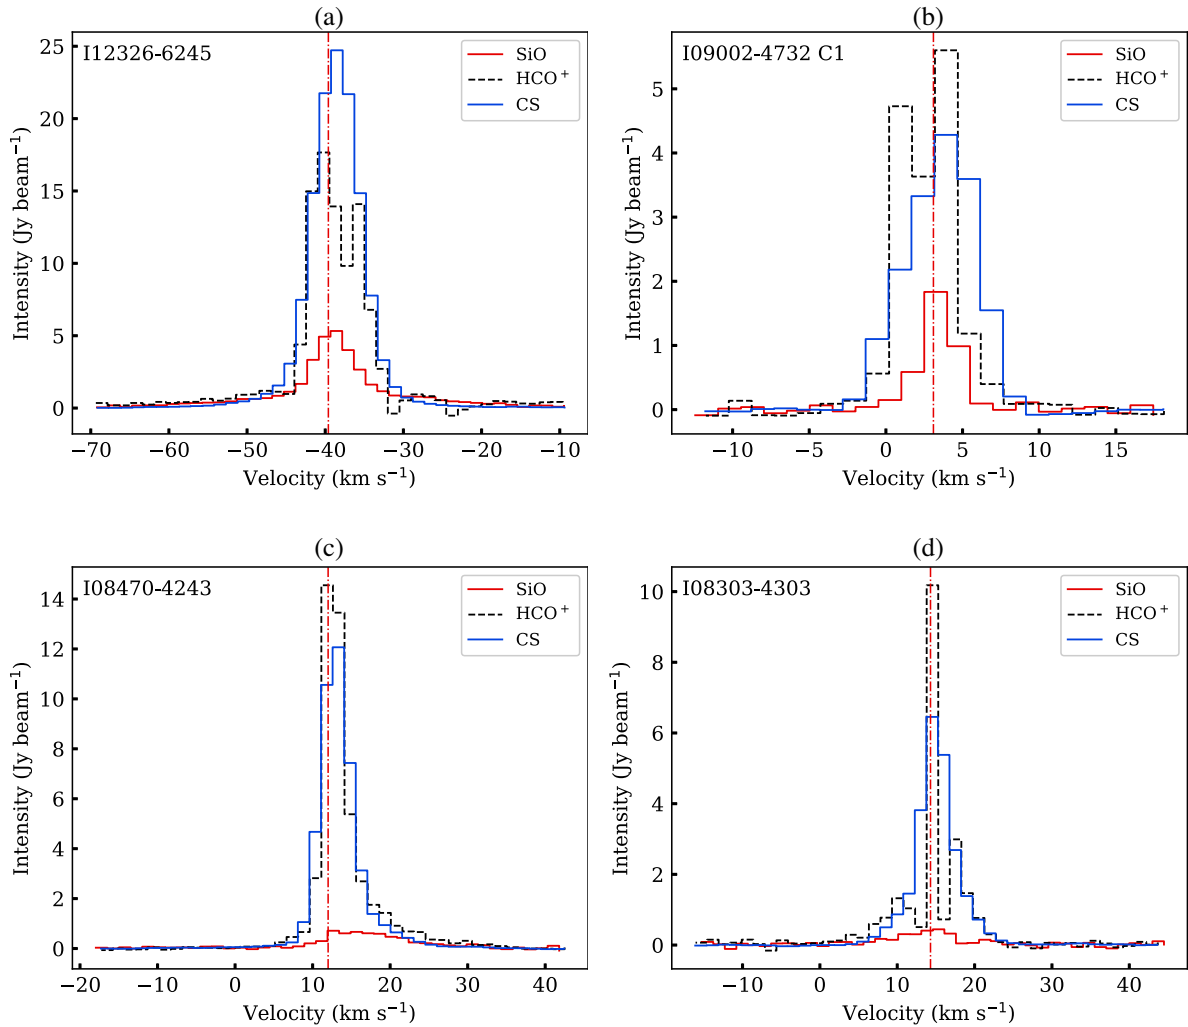 (a)
I12326-6245
SiO
HCO⁺
CS
25
20
15
10
5
0
Intensity (Jy beam⁻¹)
−70 −60 −50 −40 −30 −20 −10
Velocity (km s⁻¹)
(b)
I09002-4732 C1
SiO
HCO⁺
CS
5
4
3
2
1
0
Intensity (Jy beam⁻¹)
−10 −5 0 5 10 15
Velocity (km s⁻¹)
(c)
I08470-4243
SiO
HCO⁺
CS
14
12
10
8
6
4
2
0
Intensity (Jy beam⁻¹)
−20 −10 0 10 20 30 40
Velocity (km s⁻¹)
(d)
I08303-4303
SiO
HCO⁺
CS
10
8
6
4
2
0
Intensity (Jy beam⁻¹)
−10 0 10 20 30 40
Velocity (km s⁻¹)